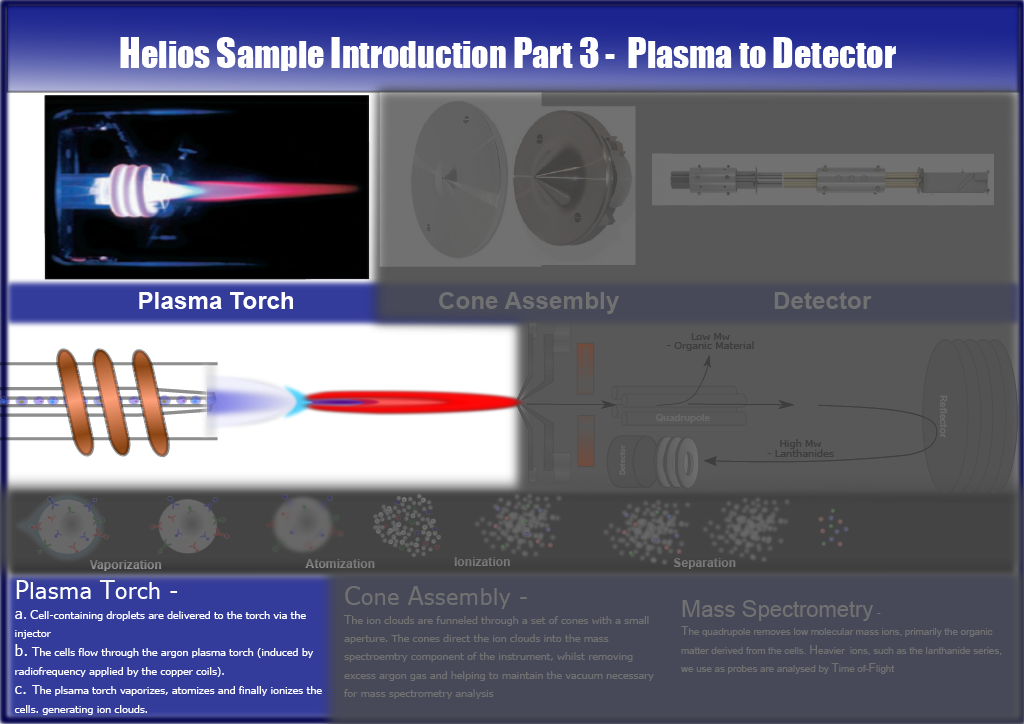 Helios Sample Introduction Part 3 -  Plasma to Detector
Plasma Torch
Cone Assembly
Detector
Low Mw
- Organic Material
Quadrupole
Reflector
High Mw
- Lanthanides
Detector
Vaporization
Atomization
Ionization
Separation
Plasma Torch -
a. Cell-containing droplets are delivered to the torch via the
injector
b. The cells flow through the argon plasma torch (induced by
radiofrequency applied by the copper coils).
c.  The plsama torch vaporizes, atomizes and finally ionizes the
cells. generating ion clouds.
Cone Assembly -
The ion clouds are funneled through a set of cones with a small
aperture. The cones direct the ion clouds into the mass
spectroemtry component of the instrument, whilst removing
excess argon gas and helping to maintain the vacuum necessary
for mass spectrometry analysis
Mass Spectrometry -
The quadrupole removes low molecular mass ions, primarily the organic
matter derived from the cells. Heavier  ions, such as the lanthanide series,
we use as probes are analysed by Time of-Flight